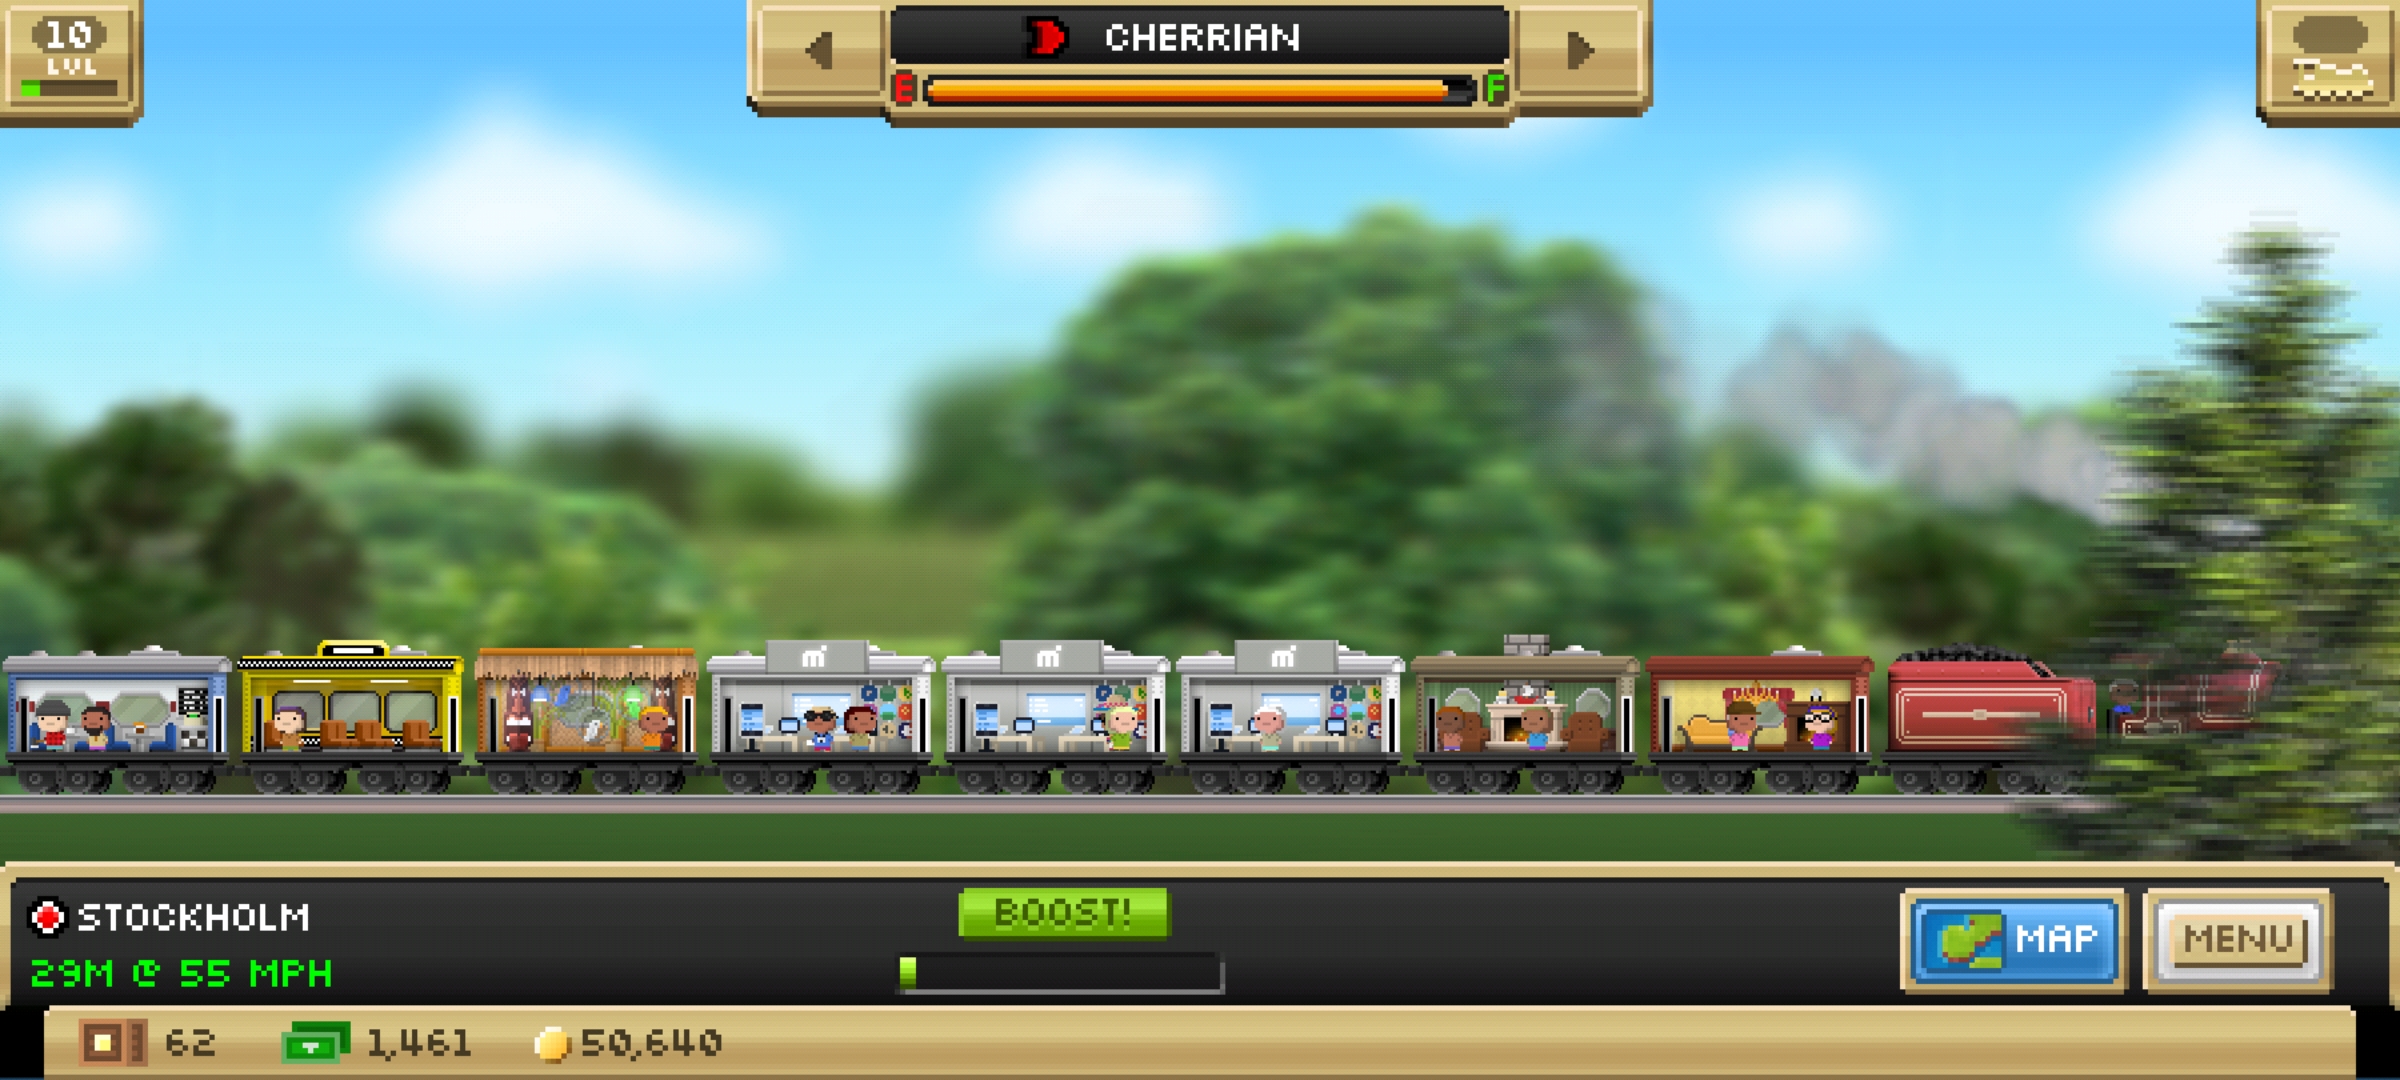 10
LVL
CHERRIAN
E F
m m m
STOCKHOLM
29M @ 55 MPH
BOOST!
MAP
MENU
62 1,461 50,640